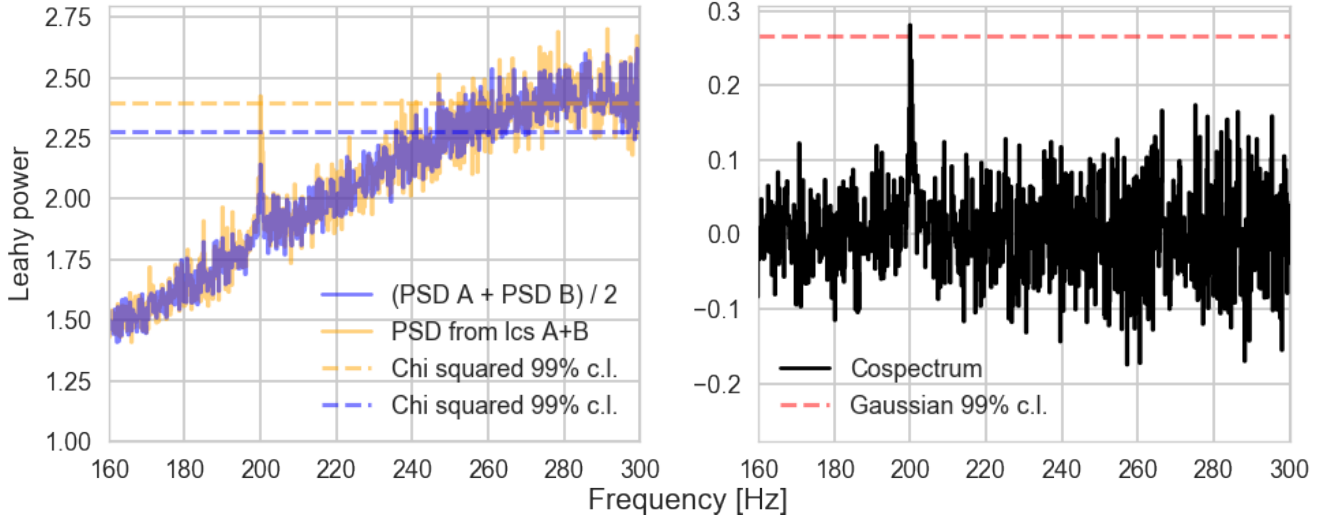 Leahy power
2.75
2.50
2.25
2.00
1.75
1.50
1.25
1.00
(PSD A + PSD B) / 2
PSD from lcs A+B
Chi squared 99% c.l.
Chi squared 99% c.l.
160 180 200 220 240 260 280 300
0.3
0.2
0.1
0.0
−0.1
−0.2
Cospectrum
Gaussian 99% c.l.
160 180 200 220 240 260 280 300
Frequency [Hz]